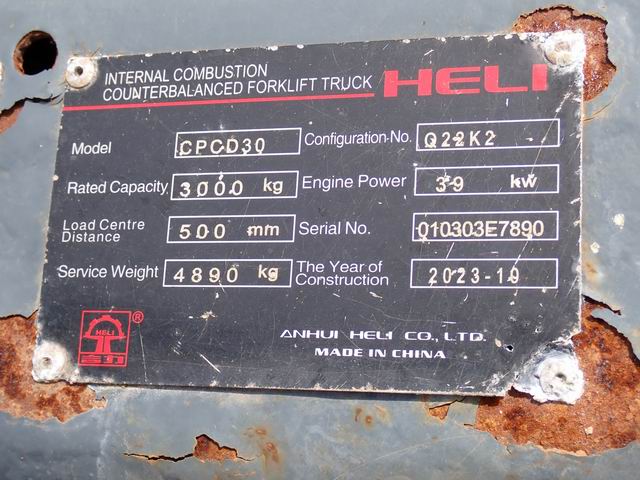 INTERNAL COMBUSTION
COUNTERBALANCED FORKLIFT TRUCK HELI
Model CPCD30 Configuration No. Q22K2
Rated Capacity 3000 kg Engine Power 39 kw
Load Centre Distance 500 mm Serial No. 010303E7890
Service Weight 4890 kg The Year of Construction 2023-10
HELI ®
ANHUI HELI CO., LTD.
MADE IN CHINA